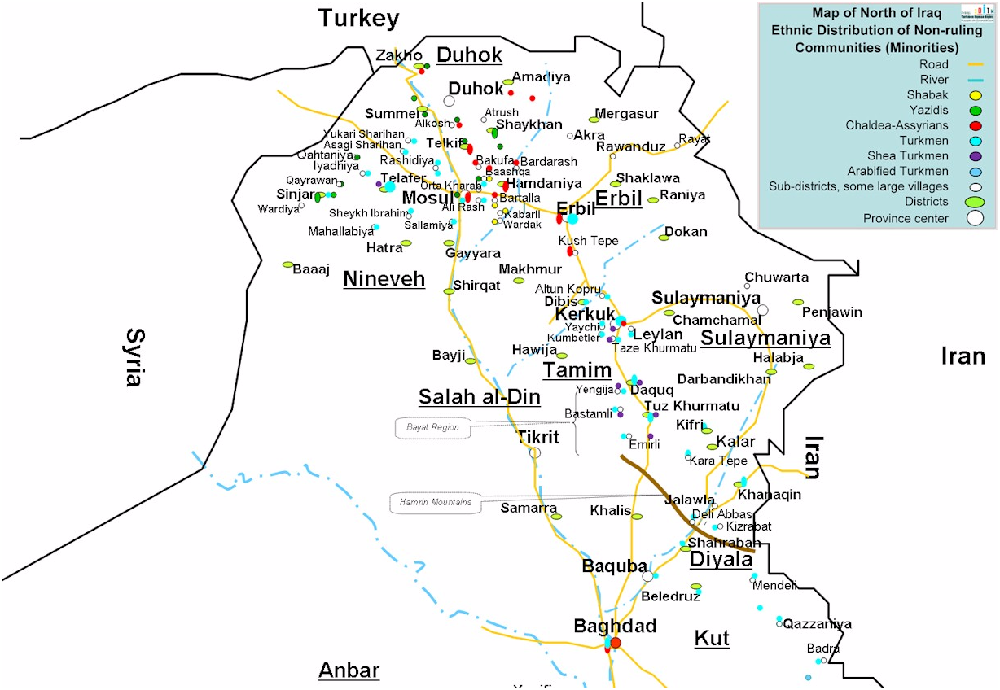 Turkey
Map of North of Iraq
Ethnic Distribution of Non-ruling
Communities (Minorities)
Road
River
Shabak
Yazidis
Chaldea-Assyrians
Turkmen
Shea Turkmen
Arabified Turkmen
Sub-districts, some large villages
Districts
Province center
Zakho
Duhok
Amadiya
Duhok
Summel
Atrush
Mergasur
Alkosh
Shaykhan
Yukari Sharihan
Akra
Rayat
Asagi Sharihan
Telkif
Rawanduz
Qahtaniya
Rashidiya
Bakufa
Bardarash
Iyadhiya
Baashqa
Qayrawan
Telafer
Orta Kharab
Hamdaniya
Shaklawa
Sinjar
Mosul
Bartalla
Erbil
Raniya
Wardiya
Sheykh Ibrahim
Ali Rash
Kabarli
Erbil
Mahallabiya
Sallamiya
Wardak
Dokan
Hatra
Gayyara
Kush Tepe
Baaaj
Nineveh
Makhmur
Chuwarta
Shirqat
Altun Kopru
Dibis
Sulaymaniya
Kerkuk
Penjawin
Yaychi
Chamchamal
Kumbetler
Leylan
Sulaymaniya
Taze Khurmatu
Syria
Bayji
Hawija
Halabja
Iran
Tamim
Darbandikhan
Salah al-Din
Yengija
Daquq
Bastamli
Tuz Khurmatu
Bayat Region
Kifri
Tikrit
Emirli
Kalar
Iran
Kara Tepe
Hamrin Mountains
Jalawla
Khanaqin
Samarra
Khalis
Deli Abbas
Kizrabat
Shahraban
Baquba
Diyala
Mendeli
Beledruz
Baghdad
Qazzaniya
Kut
Badra
Anbar